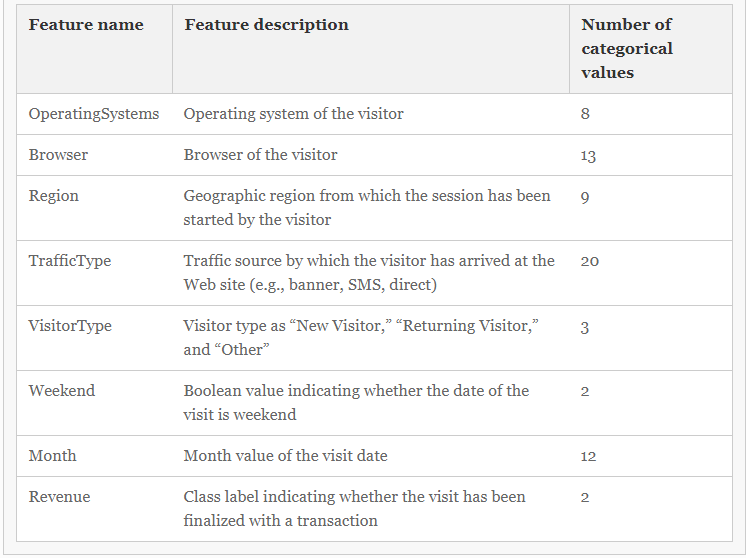 Feature name Feature description Number of
categorical
values
OperatingSystems Operating system of the visitor 8
Browser Browser of the visitor 13
Region Geographic region from which the session has been 9
started by the visitor
TrafficType Traffic source by which the visitor has arrived at the 20
Web site (e.g., banner, SMS, direct)
VisitorType Visitor type as “New Visitor,” “Returning Visitor,” 3
and “Other”
Weekend Boolean value indicating whether the date of the 2
visit is weekend
Month Month value of the visit date 12
Revenue Class label indicating whether the visit has been 2
finalized with a transaction